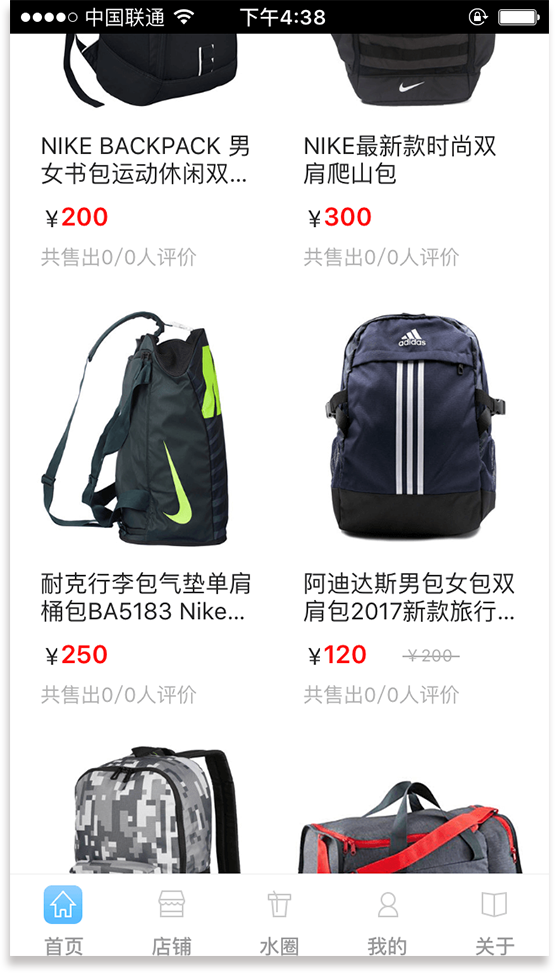 中国联通 下午4:38
NIKE BACKPACK 男
女书包运动休闲双...
¥200
共售出0/0人评价
NIKE最新款时尚双
肩爬山包
¥300
共售出0/0人评价
adidas
耐克行李包气垫单肩
桶包BA5183 Nike...
¥250
共售出0/0人评价
阿迪达斯男包女包双
肩包2017新款旅行...
¥120 ¥200
共售出0/0人评价
首页 店铺 水圈 我的 关于